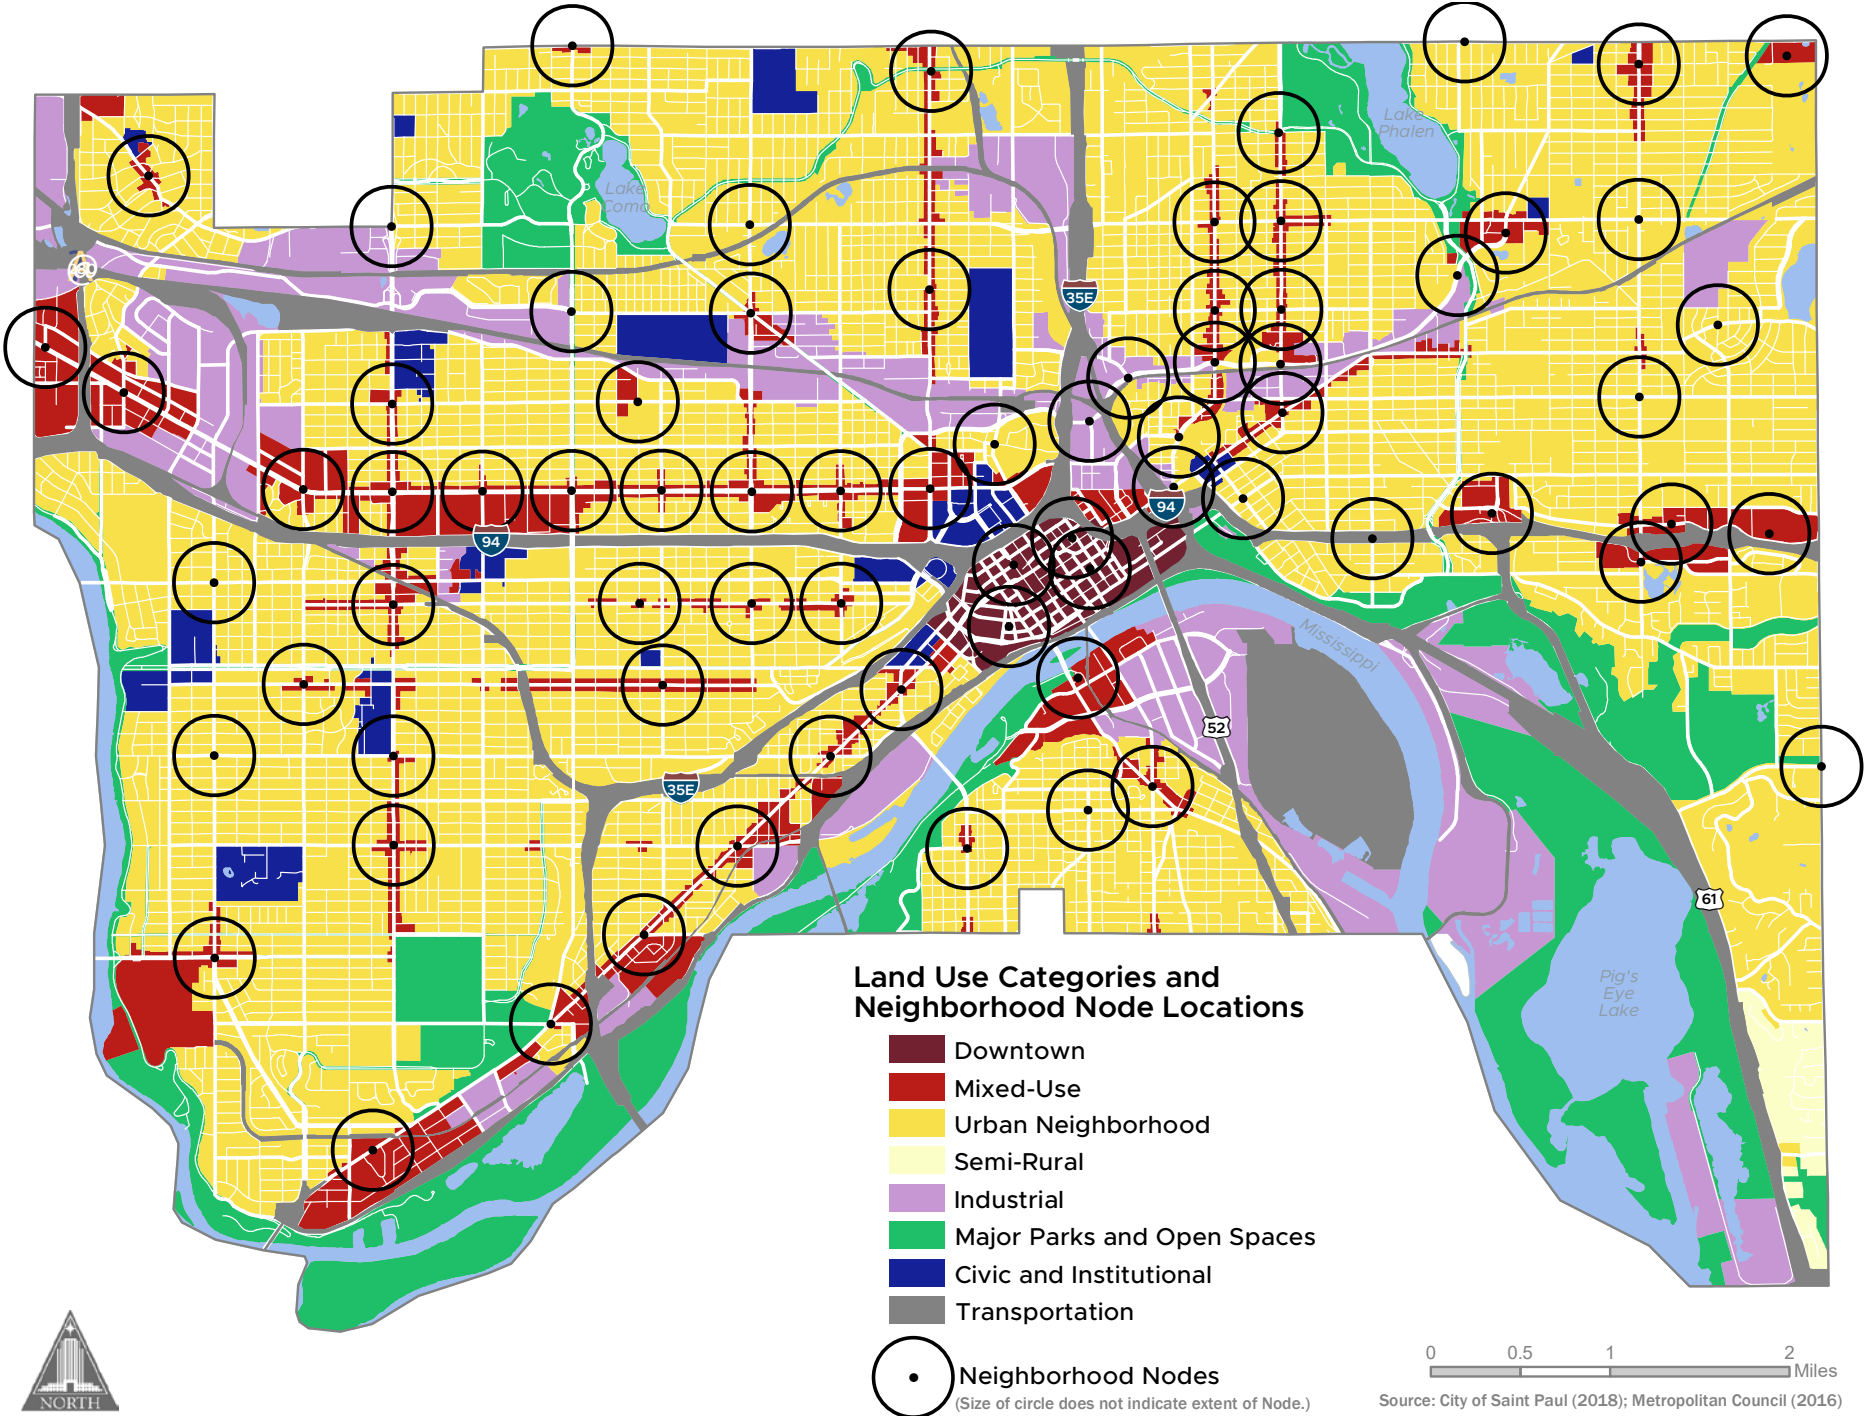 Lake
Phalen
Lake
Como
280
35E
94
94
Mississippi
52
35E
61
Pig's
Eye
Lake
Land Use Categories and
Neighborhood Node Locations
Downtown
Mixed-Use
Urban Neighborhood
Semi-Rural
Industrial
Major Parks and Open Spaces
Civic and Institutional
Transportation
Neighborhood Nodes
(Size of circle does not indicate extent of Node.)
0 0.5 1 2
Miles
Source: City of Saint Paul (2018); Metropolitan Council (2016)
NORTH